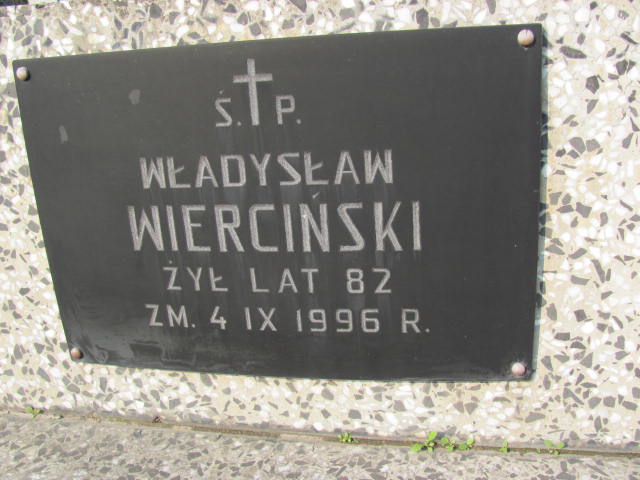 Ś. P.
WŁADYSŁAW
WIERCIŃSKI
ŻYŁ LAT 82
ZM. 4 IX 1996 R.